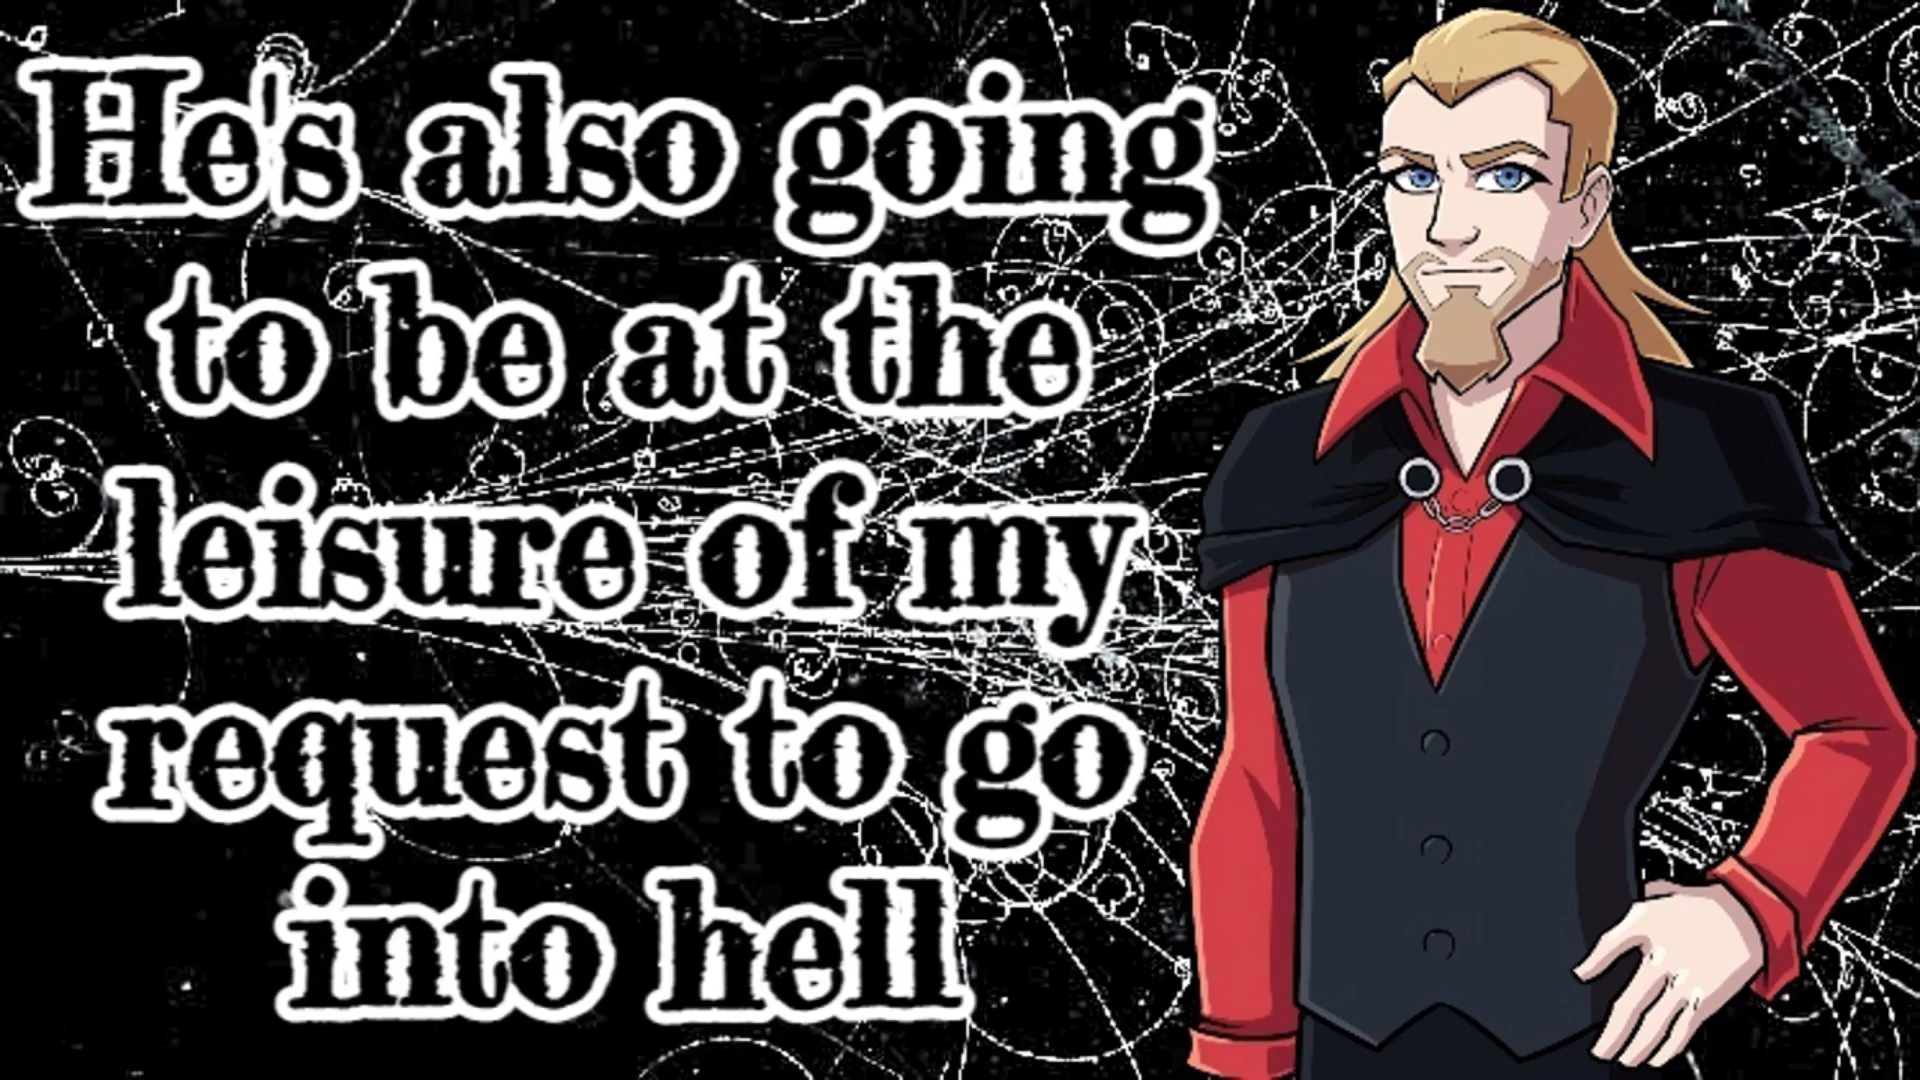 He's also going
to be at the
leisure of my
request to go
into hell